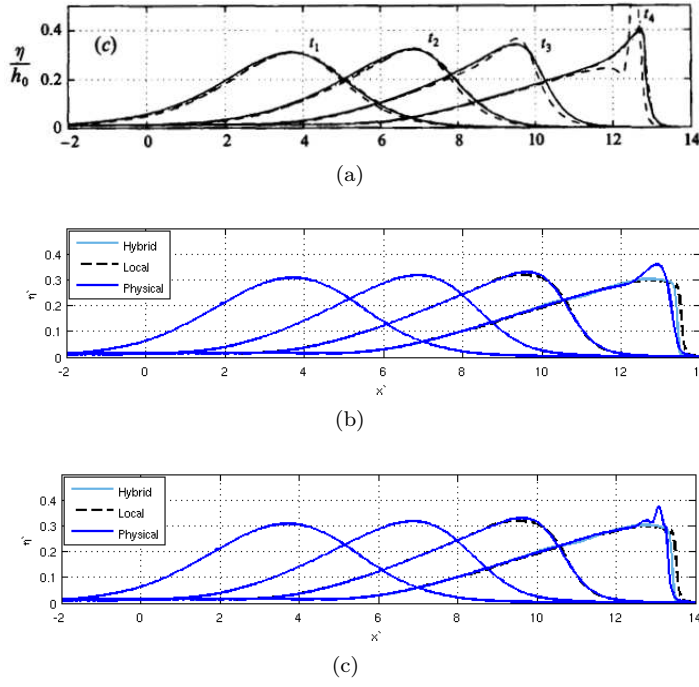 (c)
t₁ t₂ t₃ t₄
η/h₀
0.4
0.2
0
−2 0 2 4 6 8 10 12 14
(a)
Hybrid
Local
Physical
η`
0.4
0.3
0.2
0.1
0
-2 0 2 4 6 8 10 12 14
x`
(b)
Hybrid
Local
Physical
η`
0.4
0.3
0.2
0.1
0
-2 0 2 4 6 8 10 12 14
x`
(c)